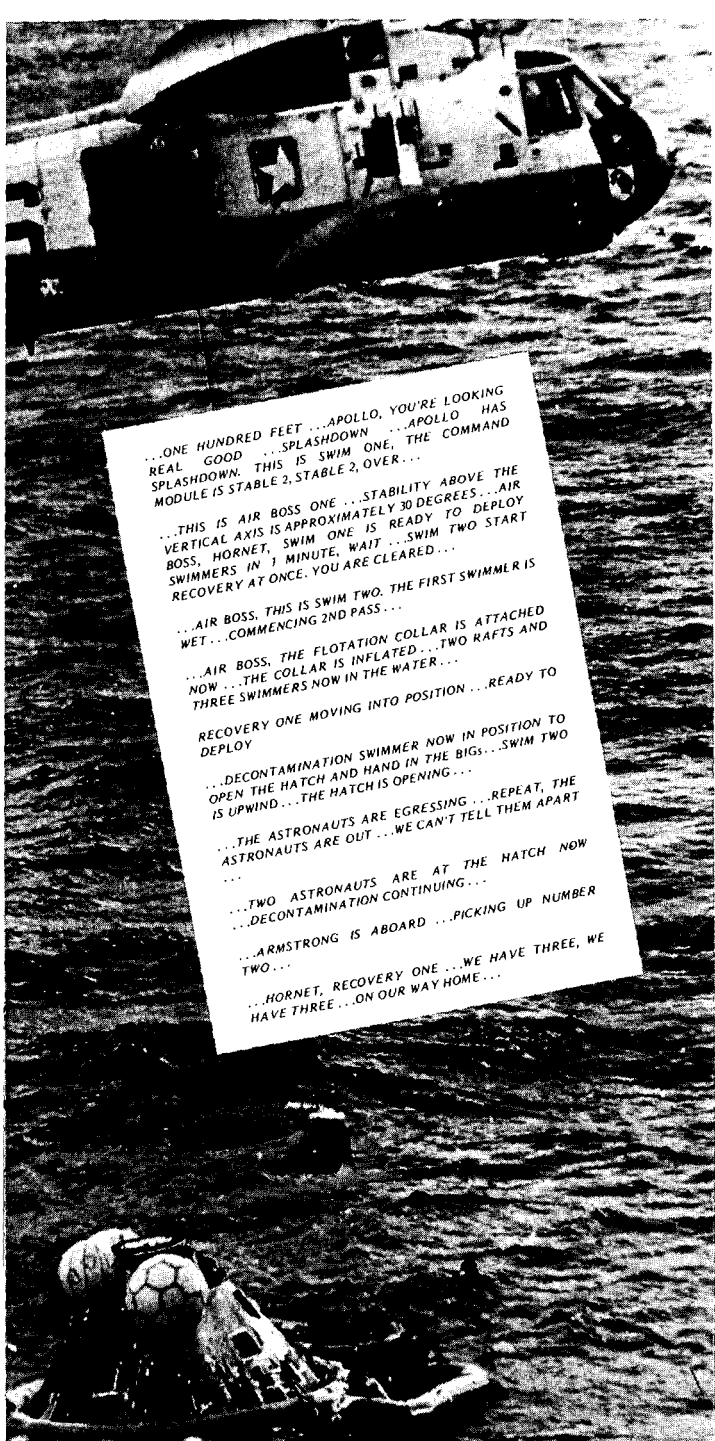 ...ONE HUNDRED FEET ...APOLLO, YOU'RE LOOKING
REAL GOOD ...SPLASHDOWN ...APOLLO HAS
SPLASHDOWN. THIS IS SWIM ONE, THE COMMAND
MODULE IS STABLE 2, STABLE 2, OVER...
...THIS IS AIR BOSS ONE ...STABILITY ABOVE THE
VERTICAL AXIS IS APPROXIMATELY 30 DEGREES ...AIR
BOSS, HORNET, SWIM ONE IS READY TO DEPLOY
SWIMMERS IN 1 MINUTE, WAIT ...SWIM TWO START
RECOVERY AT ONCE. YOU ARE CLEARED...
...AIR BOSS, THIS IS SWIM TWO. THE FIRST SWIMMER IS
WET ...COMMENCING 2ND PASS...
...AIR BOSS, THE FLOTATION COLLAR IS ATTACHED
NOW ...THE COLLAR IS INFLATED ...TWO RAFTS AND
THREE SWIMMERS NOW IN THE WATER...
RECOVERY ONE MOVING INTO POSITION ...READY TO
DEPLOY
...DECONTAMINATION SWIMMER NOW IN POSITION TO
OPEN THE HATCH AND HAND IN THE BIGs...SWIM TWO
IS UPWIND ...THE HATCH IS OPENING...
...THE ASTRONAUTS ARE EGRESSING ...REPEAT, THE
ASTRONAUTS ARE OUT ...WE CAN'T TELL THEM APART
...
...TWO ASTRONAUTS ARE AT THE HATCH NOW
...DECONTAMINATION CONTINUING...
...ARMSTRONG IS ABOARD ...PICKING UP NUMBER
TWO...
...HORNET, RECOVERY ONE ...WE HAVE THREE, WE
HAVE THREE ...ON OUR WAY HOME...